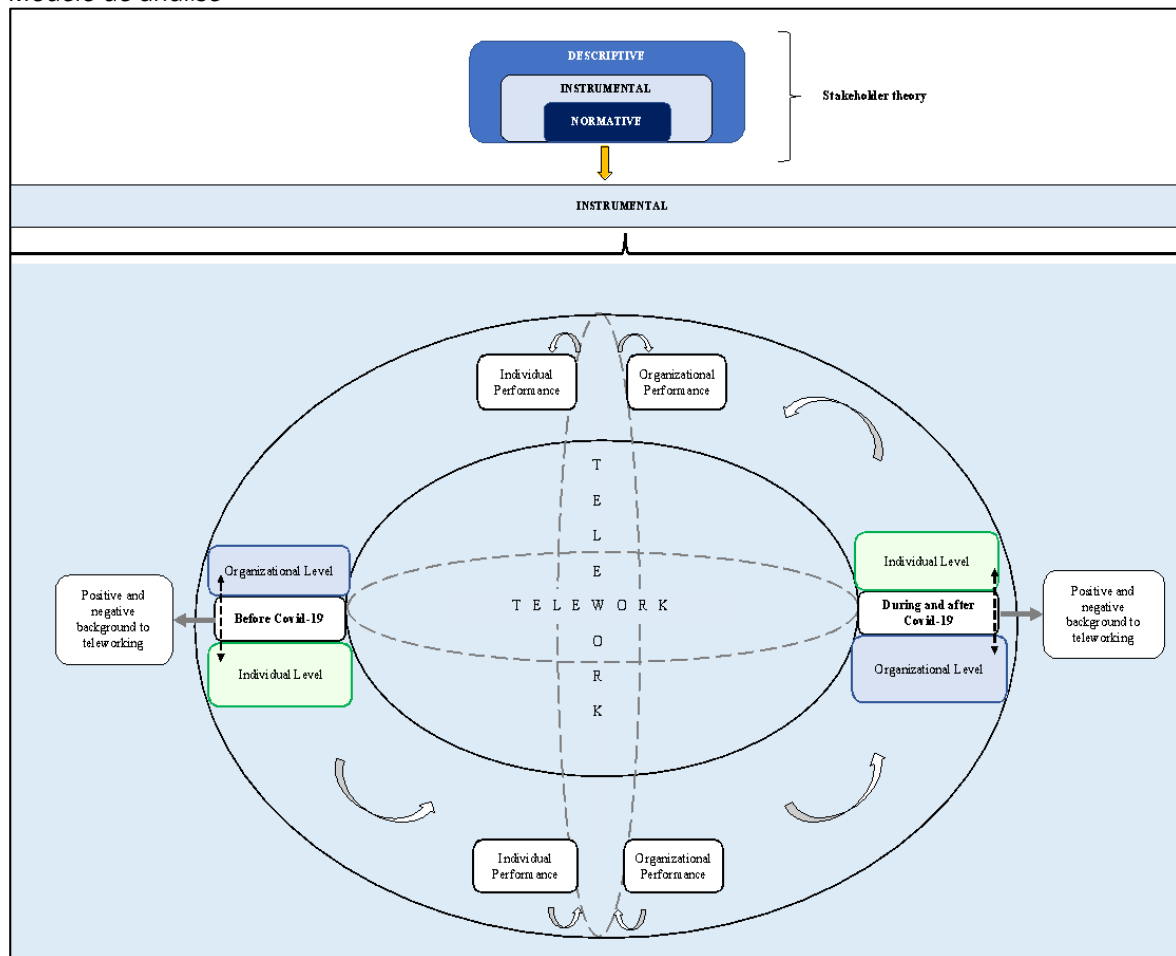 Modelo de análise
DESCRIPTIVE
INSTRUMENTAL
NORMATIVE
Stakeholder theory
INSTRUMENTAL
Individual
Performance
Organizational
Performance
T
E
L
E
T E L E W O R K
O
R
K
Organizational Level
Before Covid-19
Individual Level
Positive and
negative
background to
teleworking
Individual Level
During and after
Covid-19
Organizational Level
Positive and
negative
background to
teleworking
Individual
Performance
Organizational
Performance